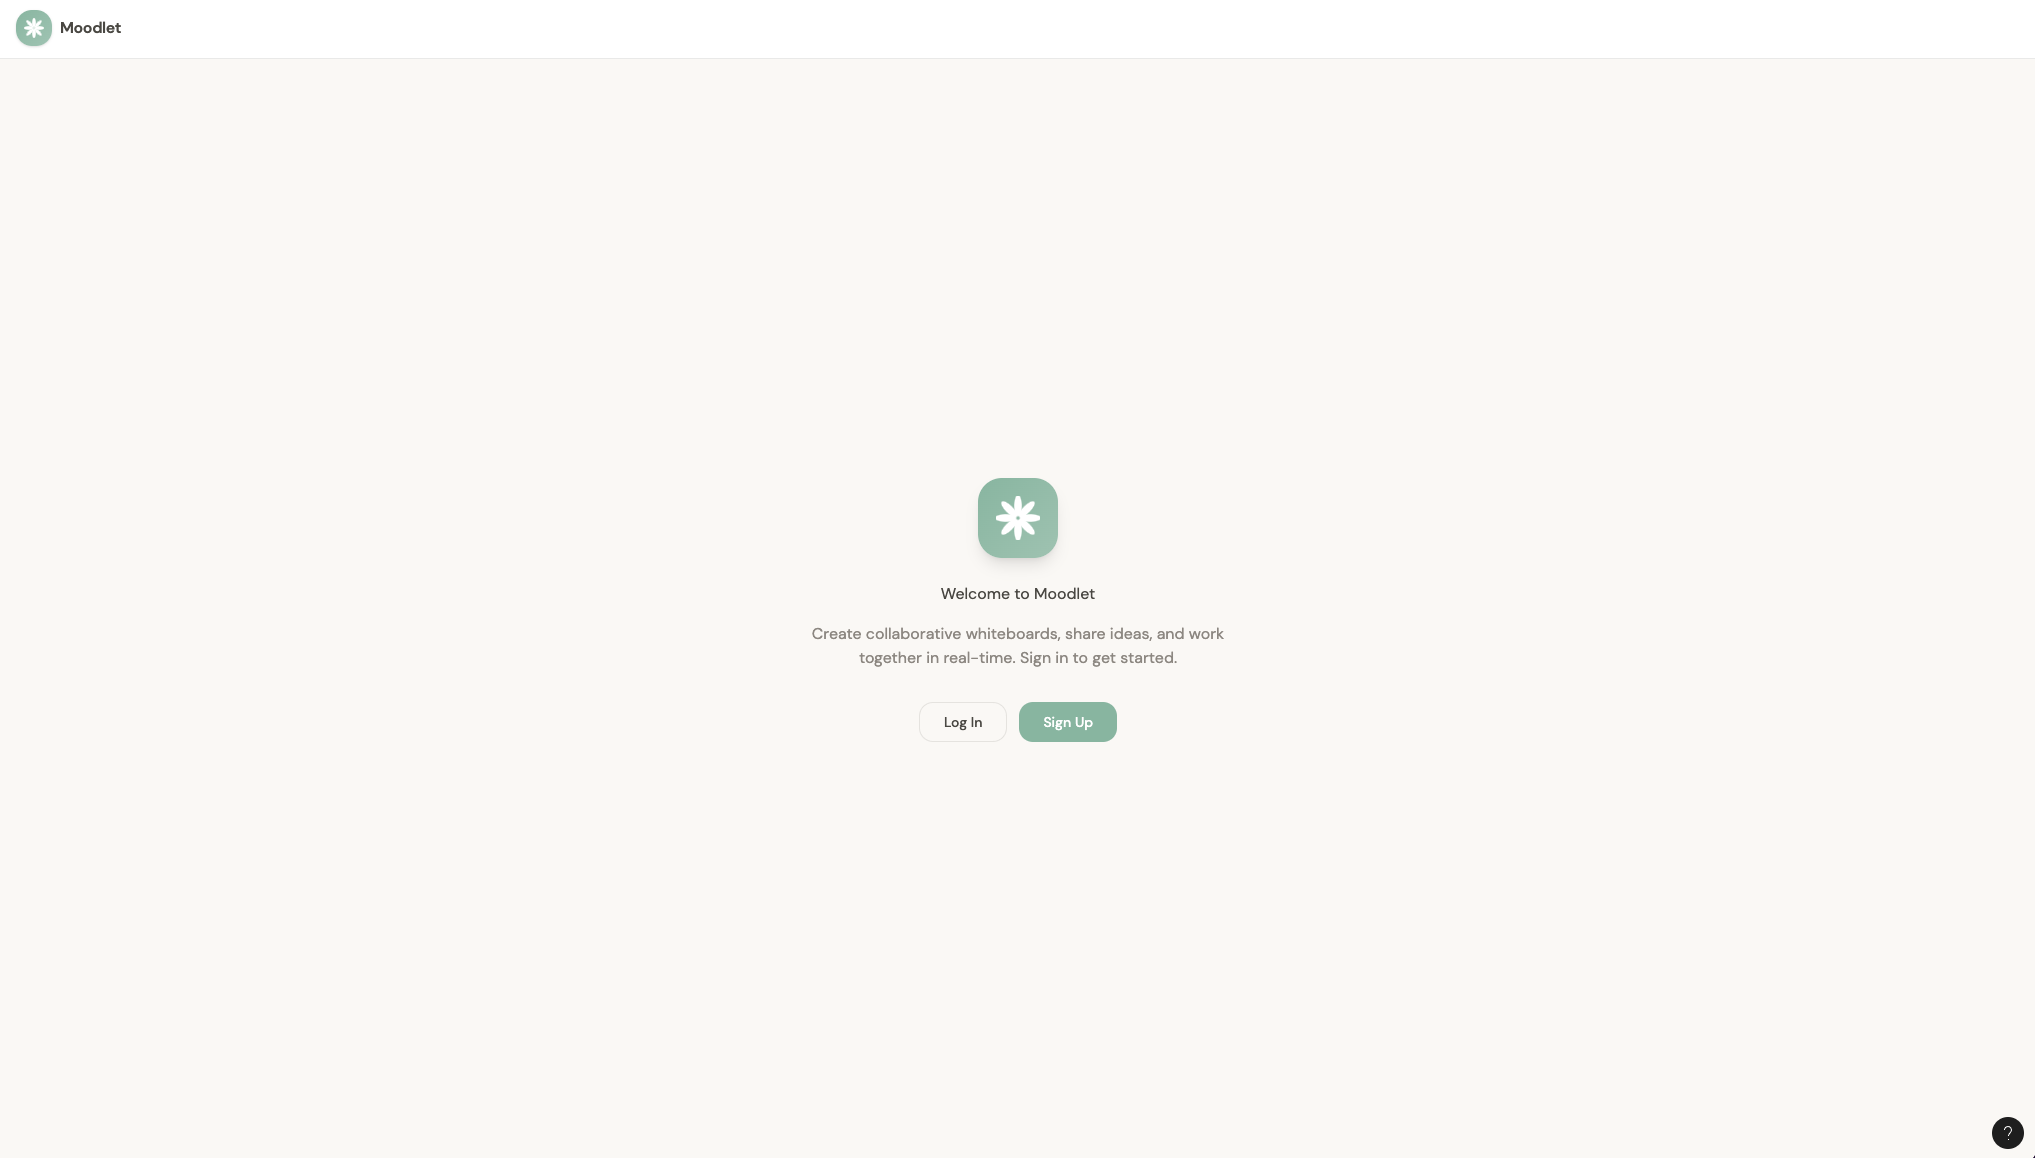 Moodlet
Welcome to Moodlet
Create collaborative whiteboards, share ideas, and work
together in real-time. Sign in to get started.
Log In
Sign Up
?